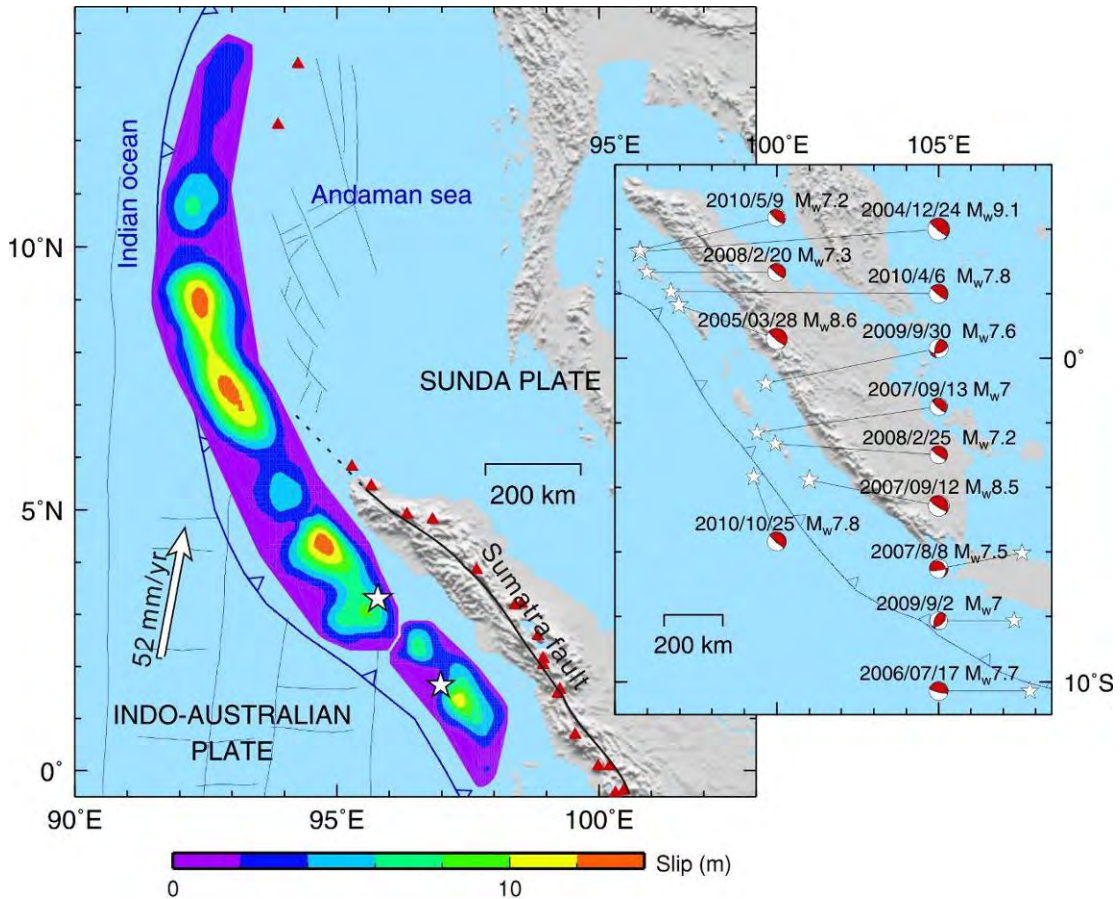 Indian ocean
Andaman sea
10°N
SUNDA PLATE
200 km
5°N
Sumatra fault
52 mm/yr
INDO-AUSTRALIAN
PLATE
0°
90°E
95°E
100°E
Slip (m)
0
10
95°E
100°E
105°E
2010/5/9 Mw7.2
2004/12/24 Mw9.1
2008/2/20 Mw7.3
2010/4/6 Mw7.8
2005/03/28 Mw8.6
2009/9/30 Mw7.6
0°
2007/09/13 Mw7
2008/2/25 Mw7.2
2007/09/12 Mw8.5
2010/10/25 Mw7.8
2007/8/8 Mw7.5
2009/9/2 Mw7
200 km
2006/07/17 Mw7.7
10°S